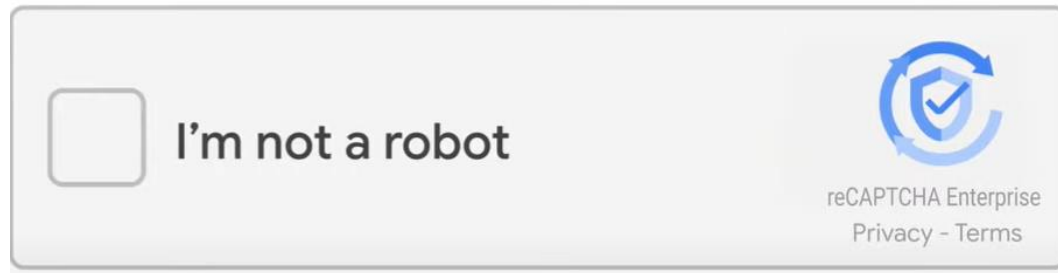 I’m not a robot
reCAPTCHA Enterprise
Privacy - Terms